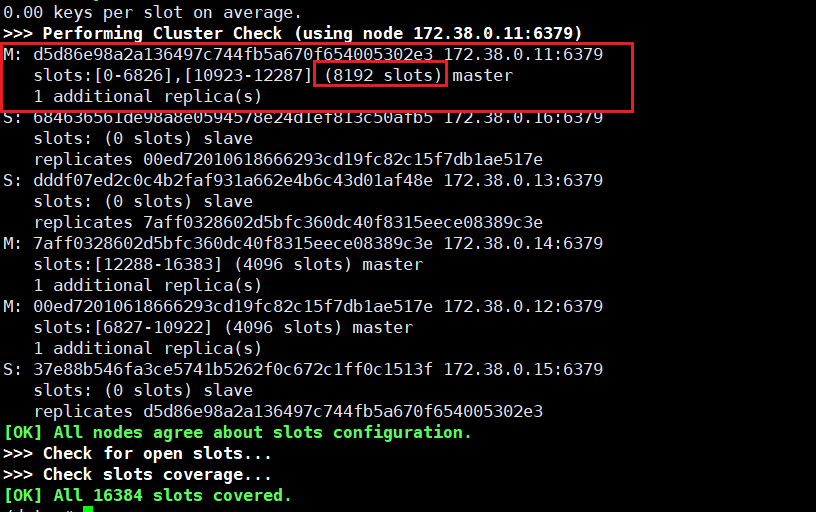 0.00 keys per slot on average.
>>> Performing Cluster Check (using node 172.38.0.11:6379)
M: d5d86e98a2a136497c744fb5a670f654005302e3 172.38.0.11:6379
slots:[0-6826],[10923-12287] (8192 slots) master
1 additional replica(s)
S: 684636561de98a8e0594578e24d1ef813c50afb5 172.38.0.16:6379
slots: (0 slots) slave
replicates 00ed72010618666293cd19fc82c15f7db1ae517e
S: dddf07ed2c0c4b2faf931a662e4b6c43d01af48e 172.38.0.13:6379
slots: (0 slots) slave
replicates 7aff0328602d5bfc360dc40f8315eece08389c3e
M: 7aff0328602d5bfc360dc40f8315eece08389c3e 172.38.0.14:6379
slots:[12288-16383] (4096 slots) master
1 additional replica(s)
M: 00ed72010618666293cd19fc82c15f7db1ae517e 172.38.0.12:6379
slots:[6827-10922] (4096 slots) master
1 additional replica(s)
S: 37e88b546fa3ce5741b5262f0c672c1ff0c1513f 172.38.0.15:6379
slots: (0 slots) slave
replicates d5d86e98a2a136497c744fb5a670f654005302e3
[OK] All nodes agree about slots configuration.
>>> Check for open slots...
>>> Check slots coverage...
[OK] All 16384 slots covered.